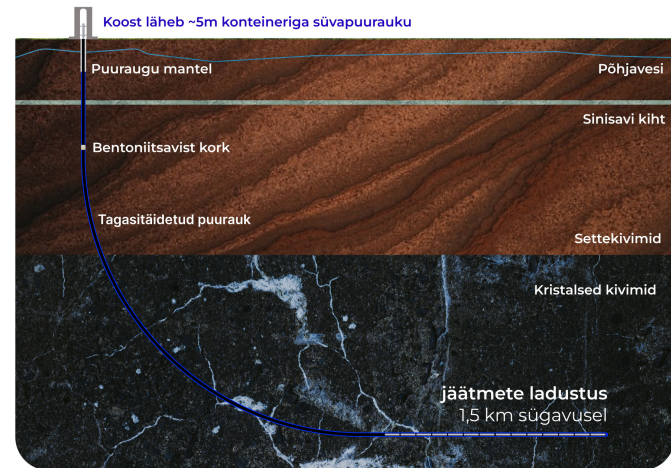 Koost läheb ~5m konteineriga süvapuurauku
Puuraugu mantel
Põhjavesi
Sinisavi kiht
Bentoniitsavist kork
Tagasitäidetud puurauk
Settekivimid
Kristalsed kivimid
jäätmete ladustus
1,5 km sügavusel